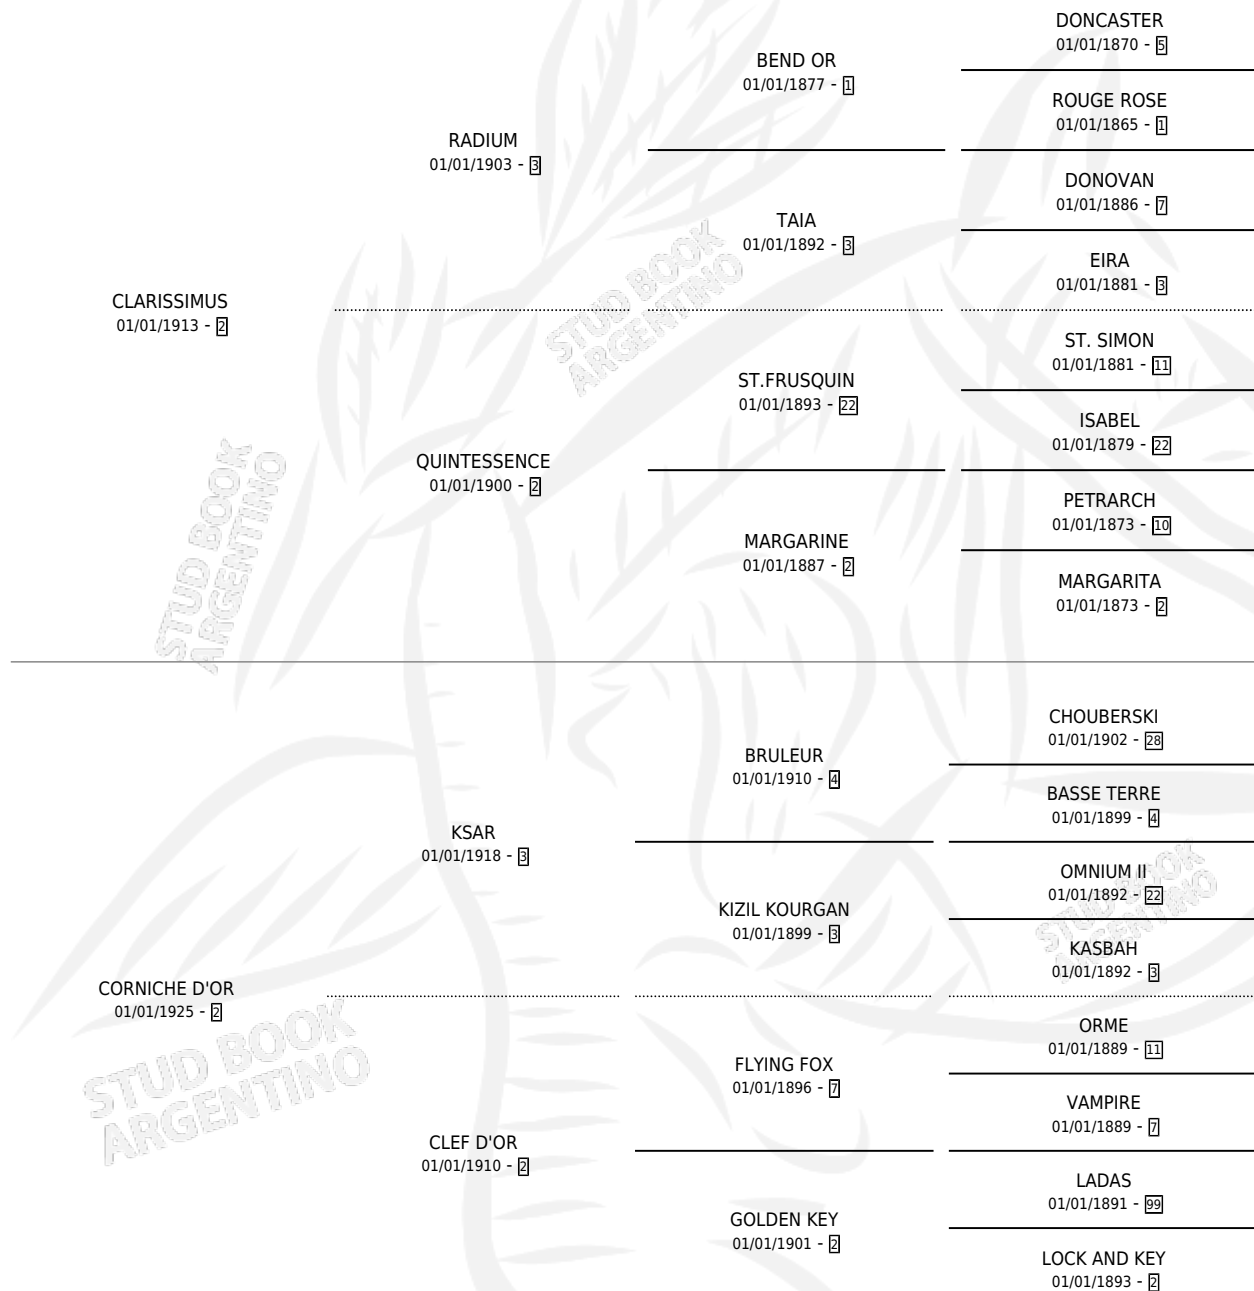 DONCASTER
01/01/1870 - 5
BEND OR
01/01/1877 - 1
ROUGE ROSE
01/01/1865 - 1
RADIUM
01/01/1903 - 3
DONOVAN
01/01/1886 - 7
TAIA
01/01/1892 - 3
EIRA
01/01/1881 - 3
CLARISSIMUS
01/01/1913 - 2
ST. SIMON
01/01/1881 - 11
ST.FRUSQUIN
01/01/1893 - 22
ISABEL
01/01/1879 - 22
QUINTESSENCE
01/01/1900 - 2
PETRARCH
01/01/1873 - 10
MARGARINE
01/01/1887 - 2
MARGARITA
01/01/1873 - 2
CHOUBERSKI
01/01/1902 - 28
BRULEUR
01/01/1910 - 4
BASSE TERRE
01/01/1899 - 4
KSAR
01/01/1918 - 3
OMNIUM II
01/01/1892 - 22
KIZIL KOURGAN
01/01/1899 - 3
KASBAH
01/01/1892 - 3
CORNICHE D'OR
01/01/1925 - 2
ORME
01/01/1889 - 11
FLYING FOX
01/01/1896 - 7
VAMPIRE
01/01/1889 - 7
CLEF D'OR
01/01/1910 - 2
LADAS
01/01/1891 - 99
GOLDEN KEY
01/01/1901 - 2
LOCK AND KEY
01/01/1893 - 2
STUD BOOK
ARGENTINO
STUD BOOK
ARGENTINO
STUD BOOK
ARGENTINO
STUD BOOK
ARGENTINO